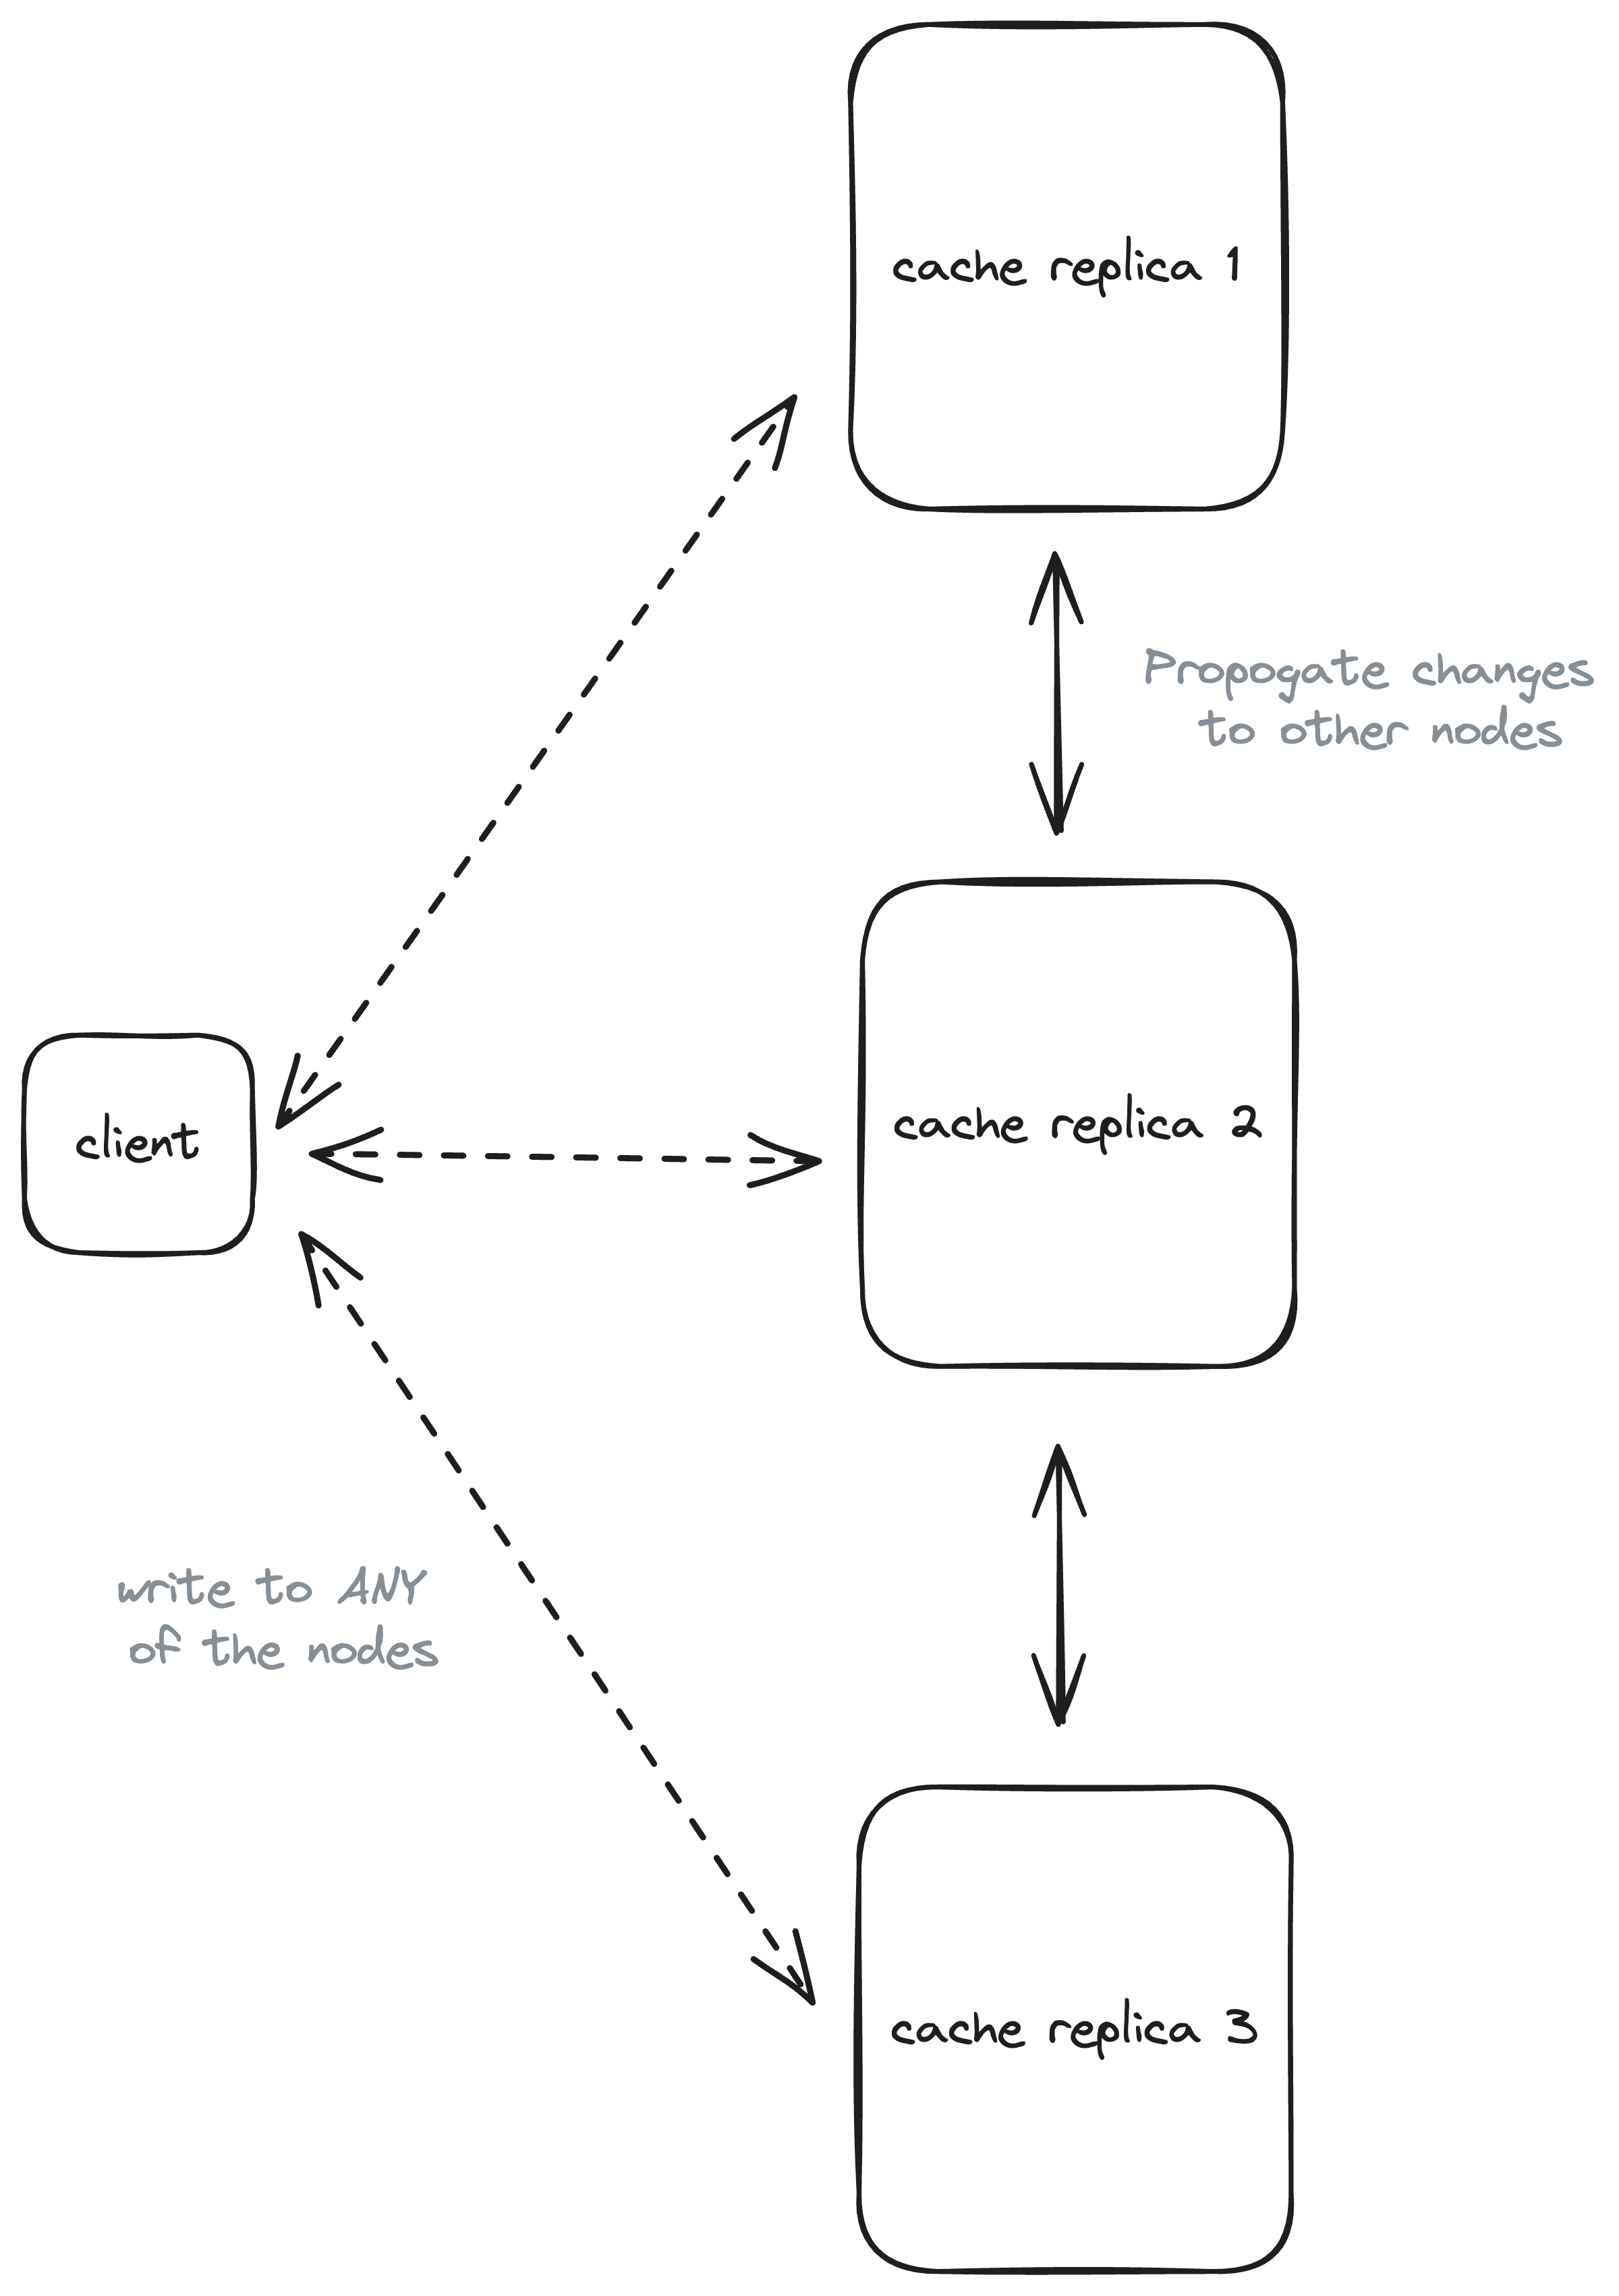 cache replica 1
Propogate changes
to other nodes
cache replica 2
client
write to ANY
of the nodes
cache replica 3